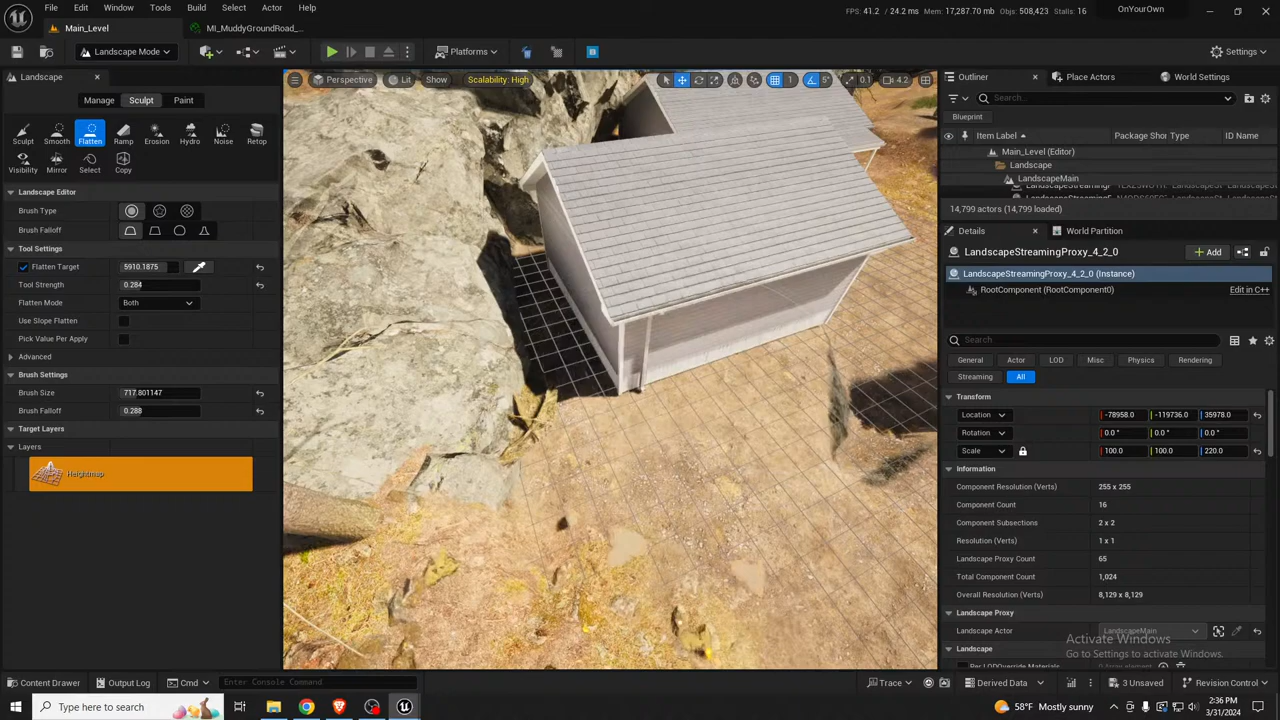 File Edit Window Tools Build Select Actor Help
FPS: 41.2 / 24.2 ms Mem: 17,287.70 mb Objs: 508,423 Stalls: 16
OnYourOwn
Main_Level
MI_MuddyGroundRoad_...
Landscape Mode
Platforms
Settings
Landscape
Perspective
Lit
Show
Scalability: High
1
5°
0.1
4.2
Outliner
Place Actors
World Settings
Manage
Sculpt
Paint
Search...
Blueprint
Item Label
Package Shor
Type
ID Name
Sculpt Smooth Flatten Ramp Erosion Hydro Noise Retop
Main_Level (Editor)
Landscape
LandscapeMain
Visibility Mirror Select Copy
14,799 actors (14,799 loaded)
Landscape Editor
Brush Type
Brush Falloff
Details
World Partition
Tool Settings
LandscapeStreamingProxy_4_2_0
Add
Flatten Target 5910.1875
LandscapeStreamingProxy_4_2_0 (Instance)
Tool Strength 0.284
RootComponent (RootComponent0)
Edit in C++
Flatten Mode Both
Use Slope Flatten
Pick Value Per Apply
Search
Advanced
General Actor LOD Misc Physics Rendering
Brush Settings
Streaming All
Brush Size 717.801147
Transform
Brush Falloff 0.288
Location -78958.0 -119736.0 35978.0
Target Layers
Rotation 0.0 ° 0.0 ° 0.0 °
Layers
Scale 100.0 100.0 220.0
Heightmap
Information
Component Resolution (Verts) 255 x 255
Component Count 16
Component Subsections 2 x 2
Resolution (Verts) 1 x 1
Landscape Proxy Count 65
Total Component Count 1,024
Overall Resolution (Verts) 8,129 x 8,129
Landscape Proxy
Landscape Actor LandscapeMain
Activate Windows
Landscape
Go to Settings to activate Windows.
Per LODOverride Materials
Content Drawer
Output Log
Cmd
Enter Console Command
Trace
Derived Data
3 Unsaved
Revision Control
Type here to search
58°F Mostly sunny
2:36 PM
3/31/2024